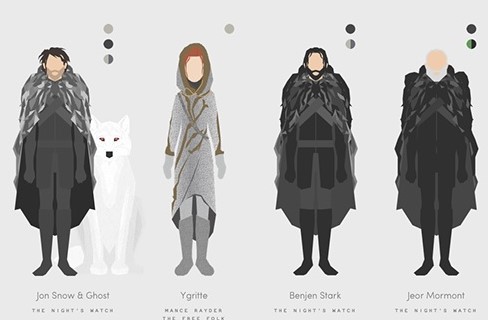 Jon Snow & Ghost
THE NIGHT'S WATCH
Ygritte
MANCE RAYDER
THE FREE FOLK
Benjen Stark
THE NIGHT'S WATCH
Jeor Mormont
THE NIGHT'S WATCH